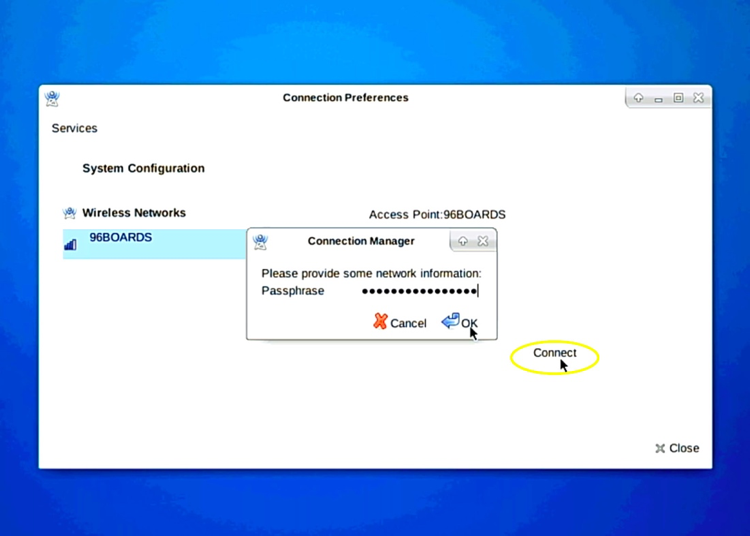 Connection Preferences
Services
System Configuration
Wireless Networks
Access Point:96BOARDS
96BOARDS
Connection Manager
Please provide some network information:
Passphrase ●●●●●●●●●●●●●●●●
Cancel OK
Connect
Close